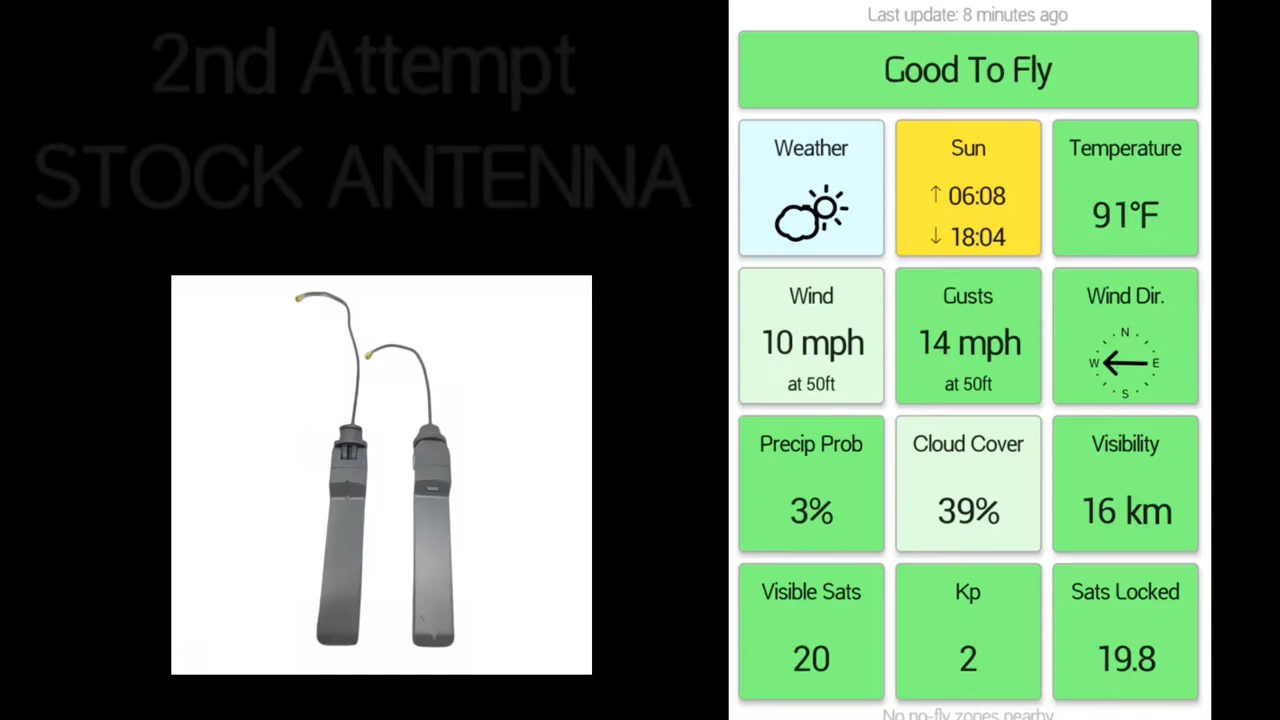 2nd Attempt
STOCK ANTENNA
Last update: 8 minutes ago
Good To Fly
Weather
Sun
↑ 06:08
↓ 18:04
Temperature
91°F
Wind
10 mph
at 50ft
Gusts
14 mph
at 50ft
Wind Dir.
N
W
E
S
Precip Prob
3%
Cloud Cover
39%
Visibility
16 km
Visible Sats
20
Kp
2
Sats Locked
19.8
No no-fly zones nearby